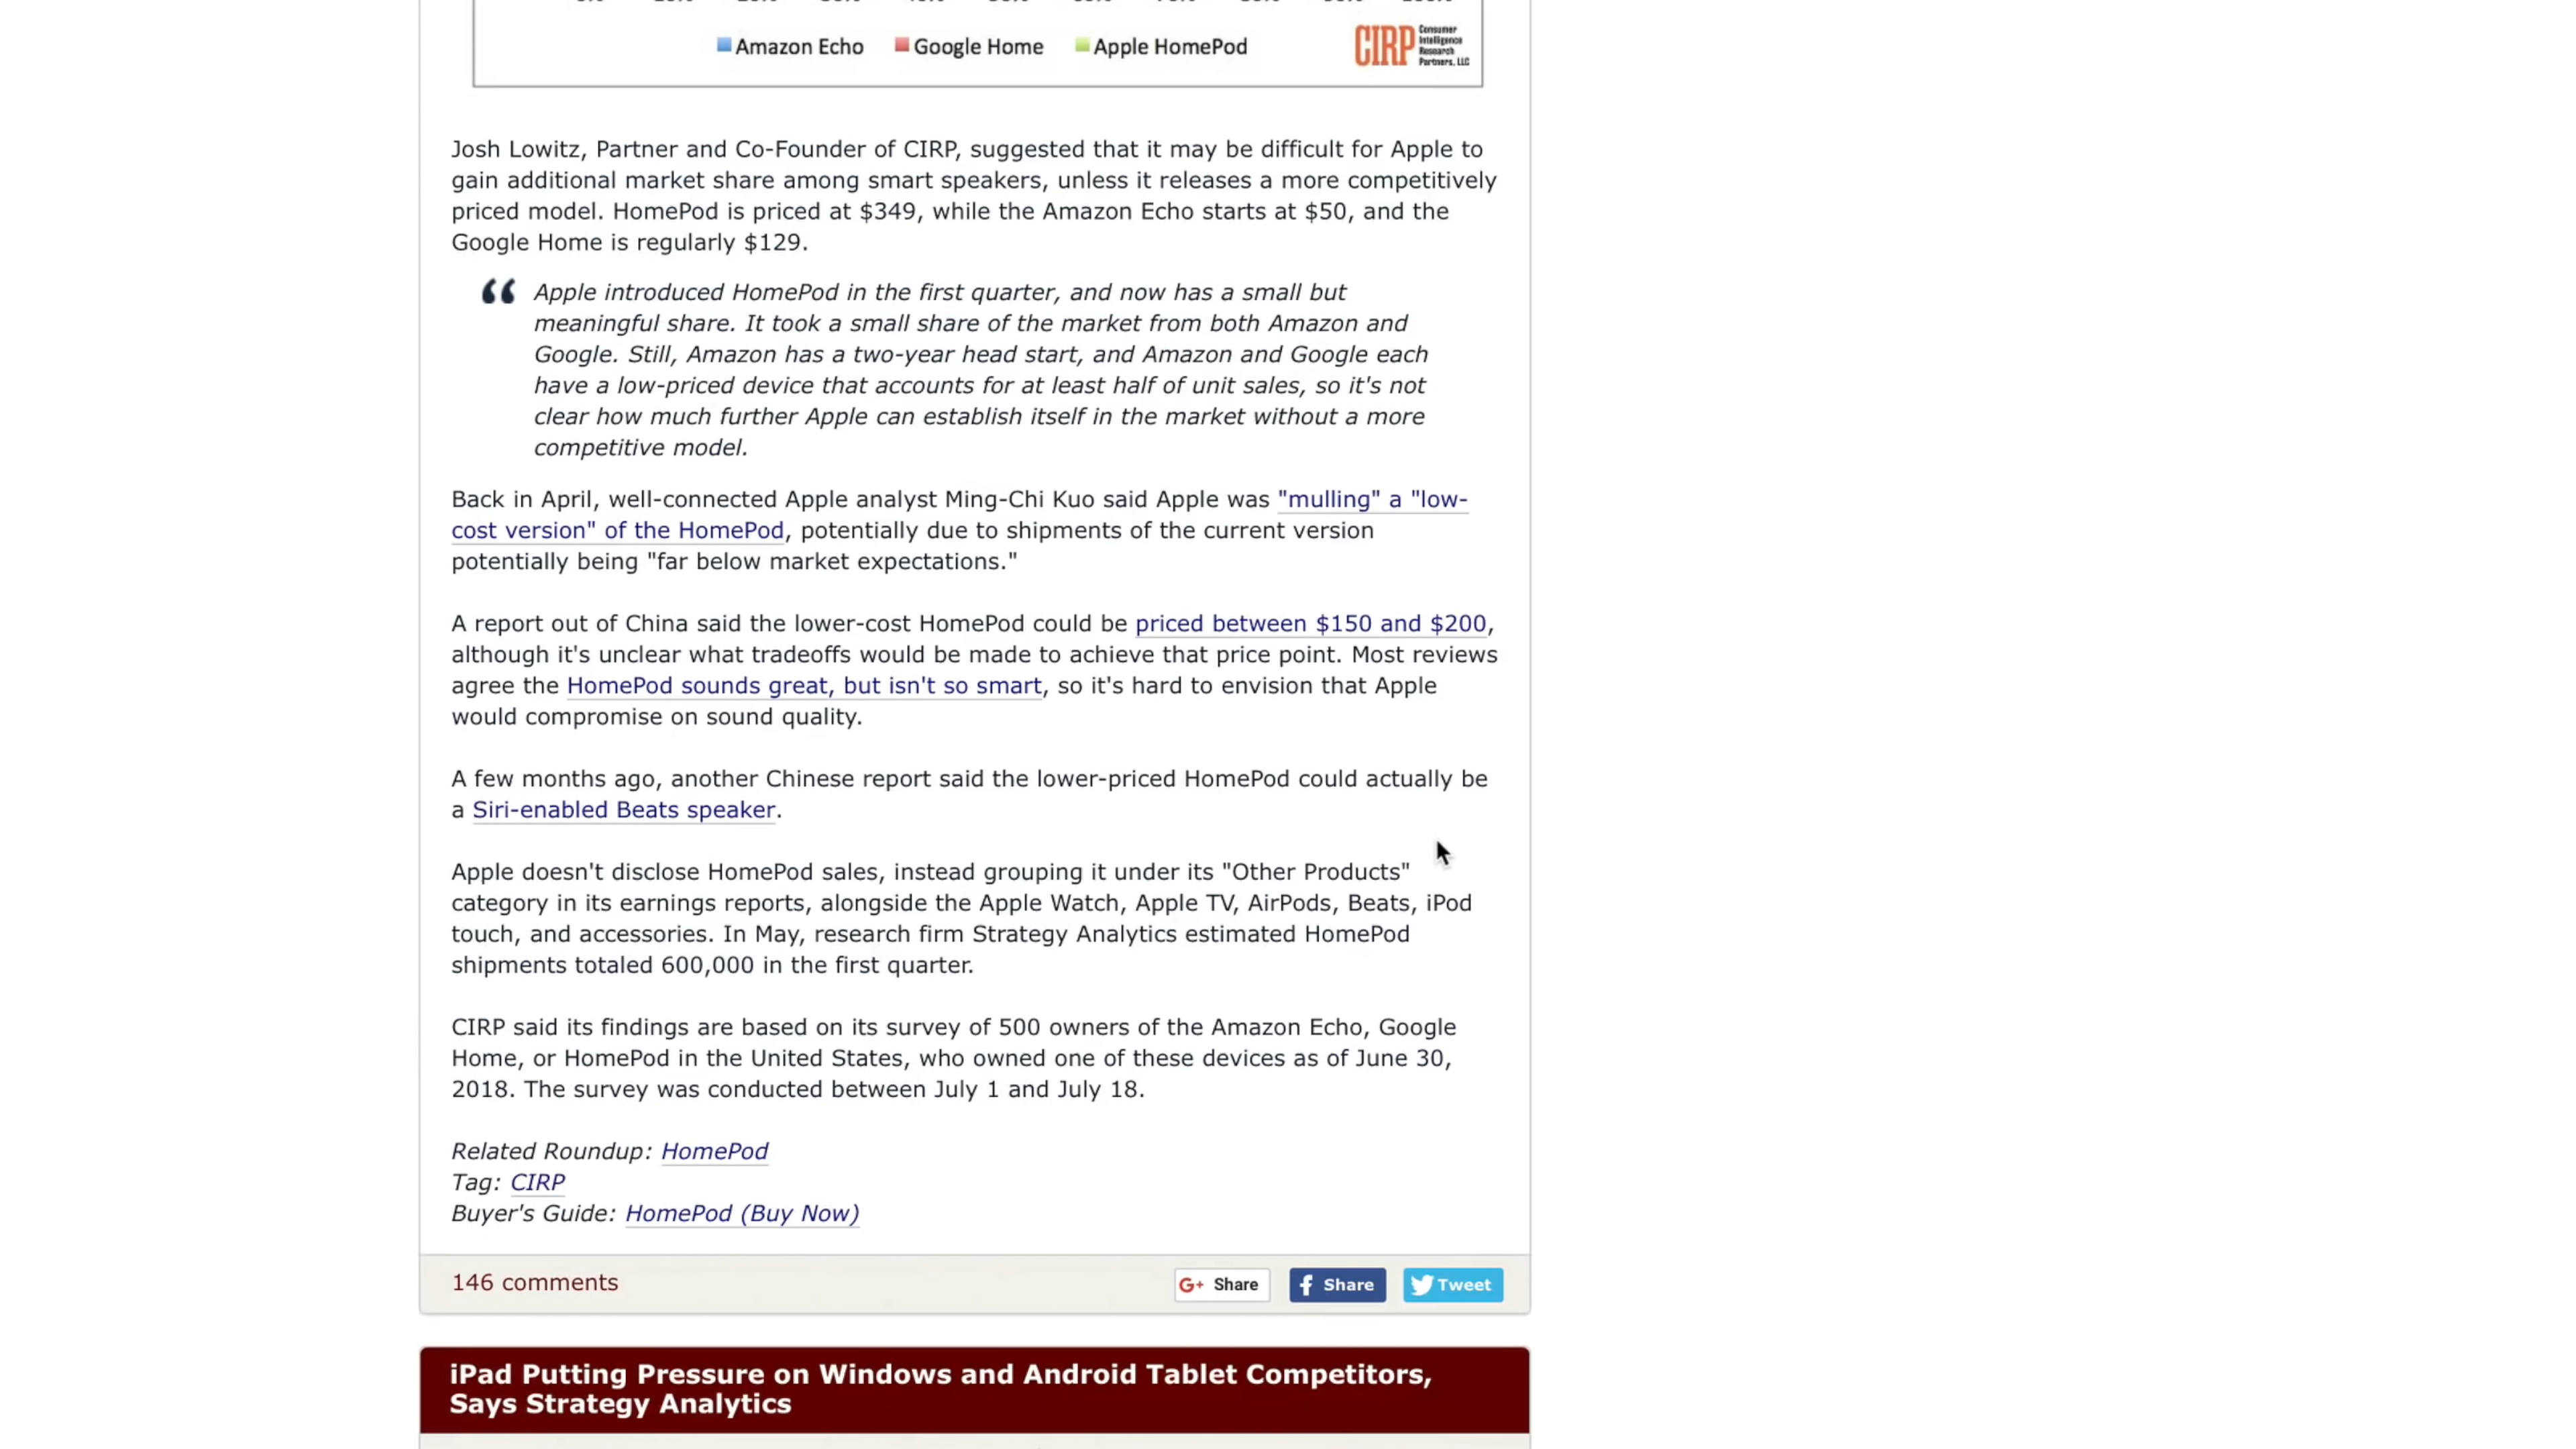 Amazon Echo Google Home Apple HomePod
CIRP Consumer
Intelligence
Research
Partners, LLC
Josh Lowitz, Partner and Co-Founder of CIRP, suggested that it may be difficult for Apple to
gain additional market share among smart speakers, unless it releases a more competitively
priced model. HomePod is priced at $349, while the Amazon Echo starts at $50, and the
Google Home is regularly $129.
“ Apple introduced HomePod in the first quarter, and now has a small but
meaningful share. It took a small share of the market from both Amazon and
Google. Still, Amazon has a two-year head start, and Amazon and Google each
have a low-priced device that accounts for at least half of unit sales, so it's not
clear how much further Apple can establish itself in the market without a more
competitive model.
Back in April, well-connected Apple analyst Ming-Chi Kuo said Apple was "mulling" a "low-
cost version" of the HomePod, potentially due to shipments of the current version
potentially being "far below market expectations."
A report out of China said the lower-cost HomePod could be priced between $150 and $200,
although it's unclear what tradeoffs would be made to achieve that price point. Most reviews
agree the HomePod sounds great, but isn't so smart, so it's hard to envision that Apple
would compromise on sound quality.
A few months ago, another Chinese report said the lower-priced HomePod could actually be
a Siri-enabled Beats speaker.
Apple doesn't disclose HomePod sales, instead grouping it under its "Other Products"
category in its earnings reports, alongside the Apple Watch, Apple TV, AirPods, Beats, iPod
touch, and accessories. In May, research firm Strategy Analytics estimated HomePod
shipments totaled 600,000 in the first quarter.
CIRP said its findings are based on its survey of 500 owners of the Amazon Echo, Google
Home, or HomePod in the United States, who owned one of these devices as of June 30,
2018. The survey was conducted between July 1 and July 18.
Related Roundup: HomePod
Tag: CIRP
Buyer's Guide: HomePod (Buy Now)
146 comments G+ Share f Share Tweet
iPad Putting Pressure on Windows and Android Tablet Competitors,
Says Strategy Analytics